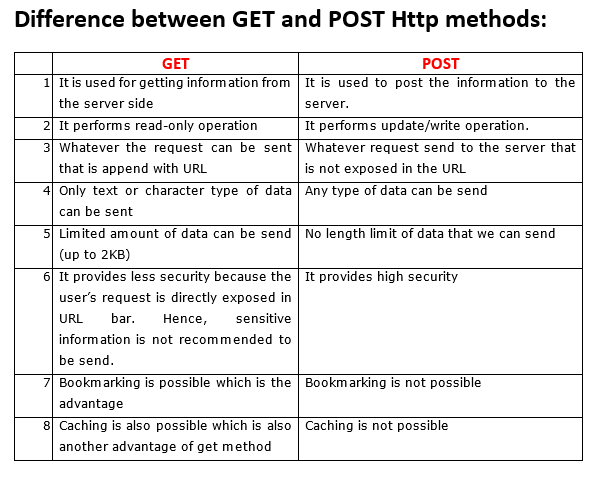 Difference between GET and POST Http methods:
GET POST
1 It is used for getting information from It is used to post the information to the
the server side server.
2 It performs read-only operation It performs update/write operation.
3 Whatever the request can be sent Whatever request send to the server that
that is append with URL is not exposed in the URL
4 Only text or character type of data Any type of data can be send
can be sent
5 Limited amount of data can be send No length limit of data that we can send
(up to 2KB)
6 It provides less security because the It provides high security
user’s request is directly exposed in
URL bar. Hence, sensitive
information is not recommended to
be send.
7 Bookmarking is possible which is the Bookmarking is not possible
advantage
8 Caching is also possible which is also Caching is not possible
another advantage of get method